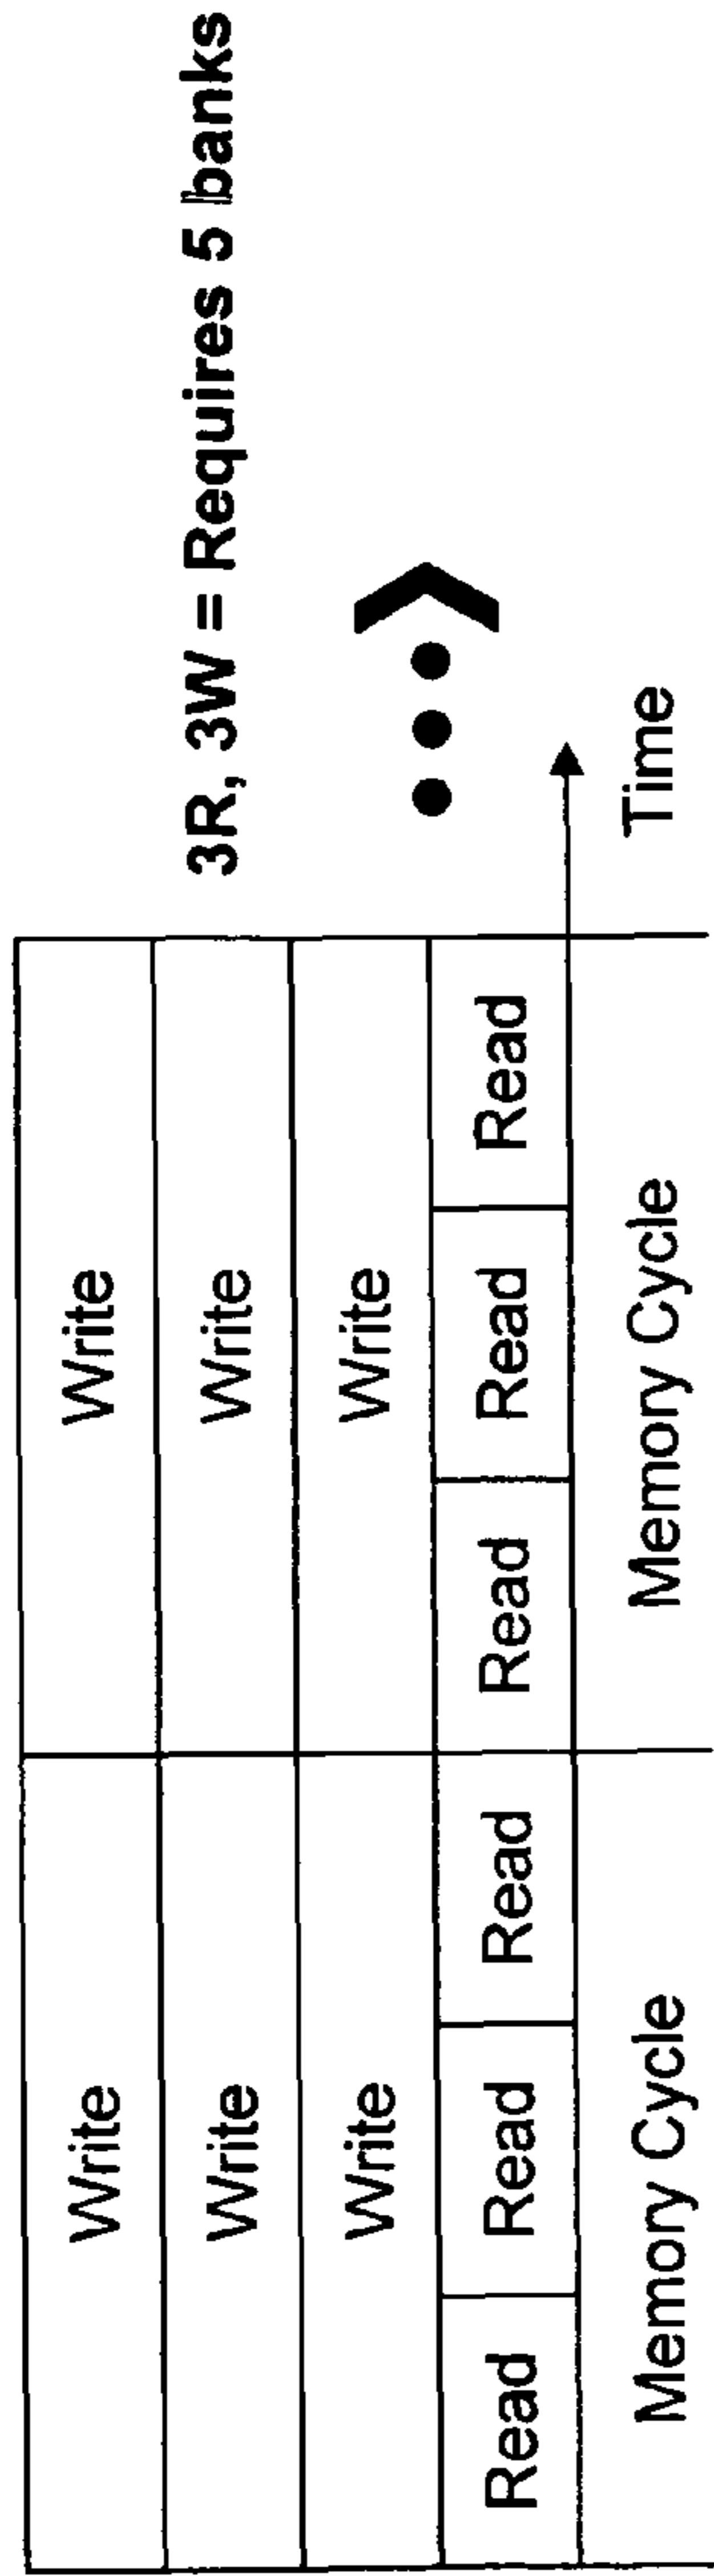 3R, 3W = Requires 5 banks
Write Write
Write Write
Write Write
Read Read Read Read Read Read
Memory Cycle Memory Cycle Time